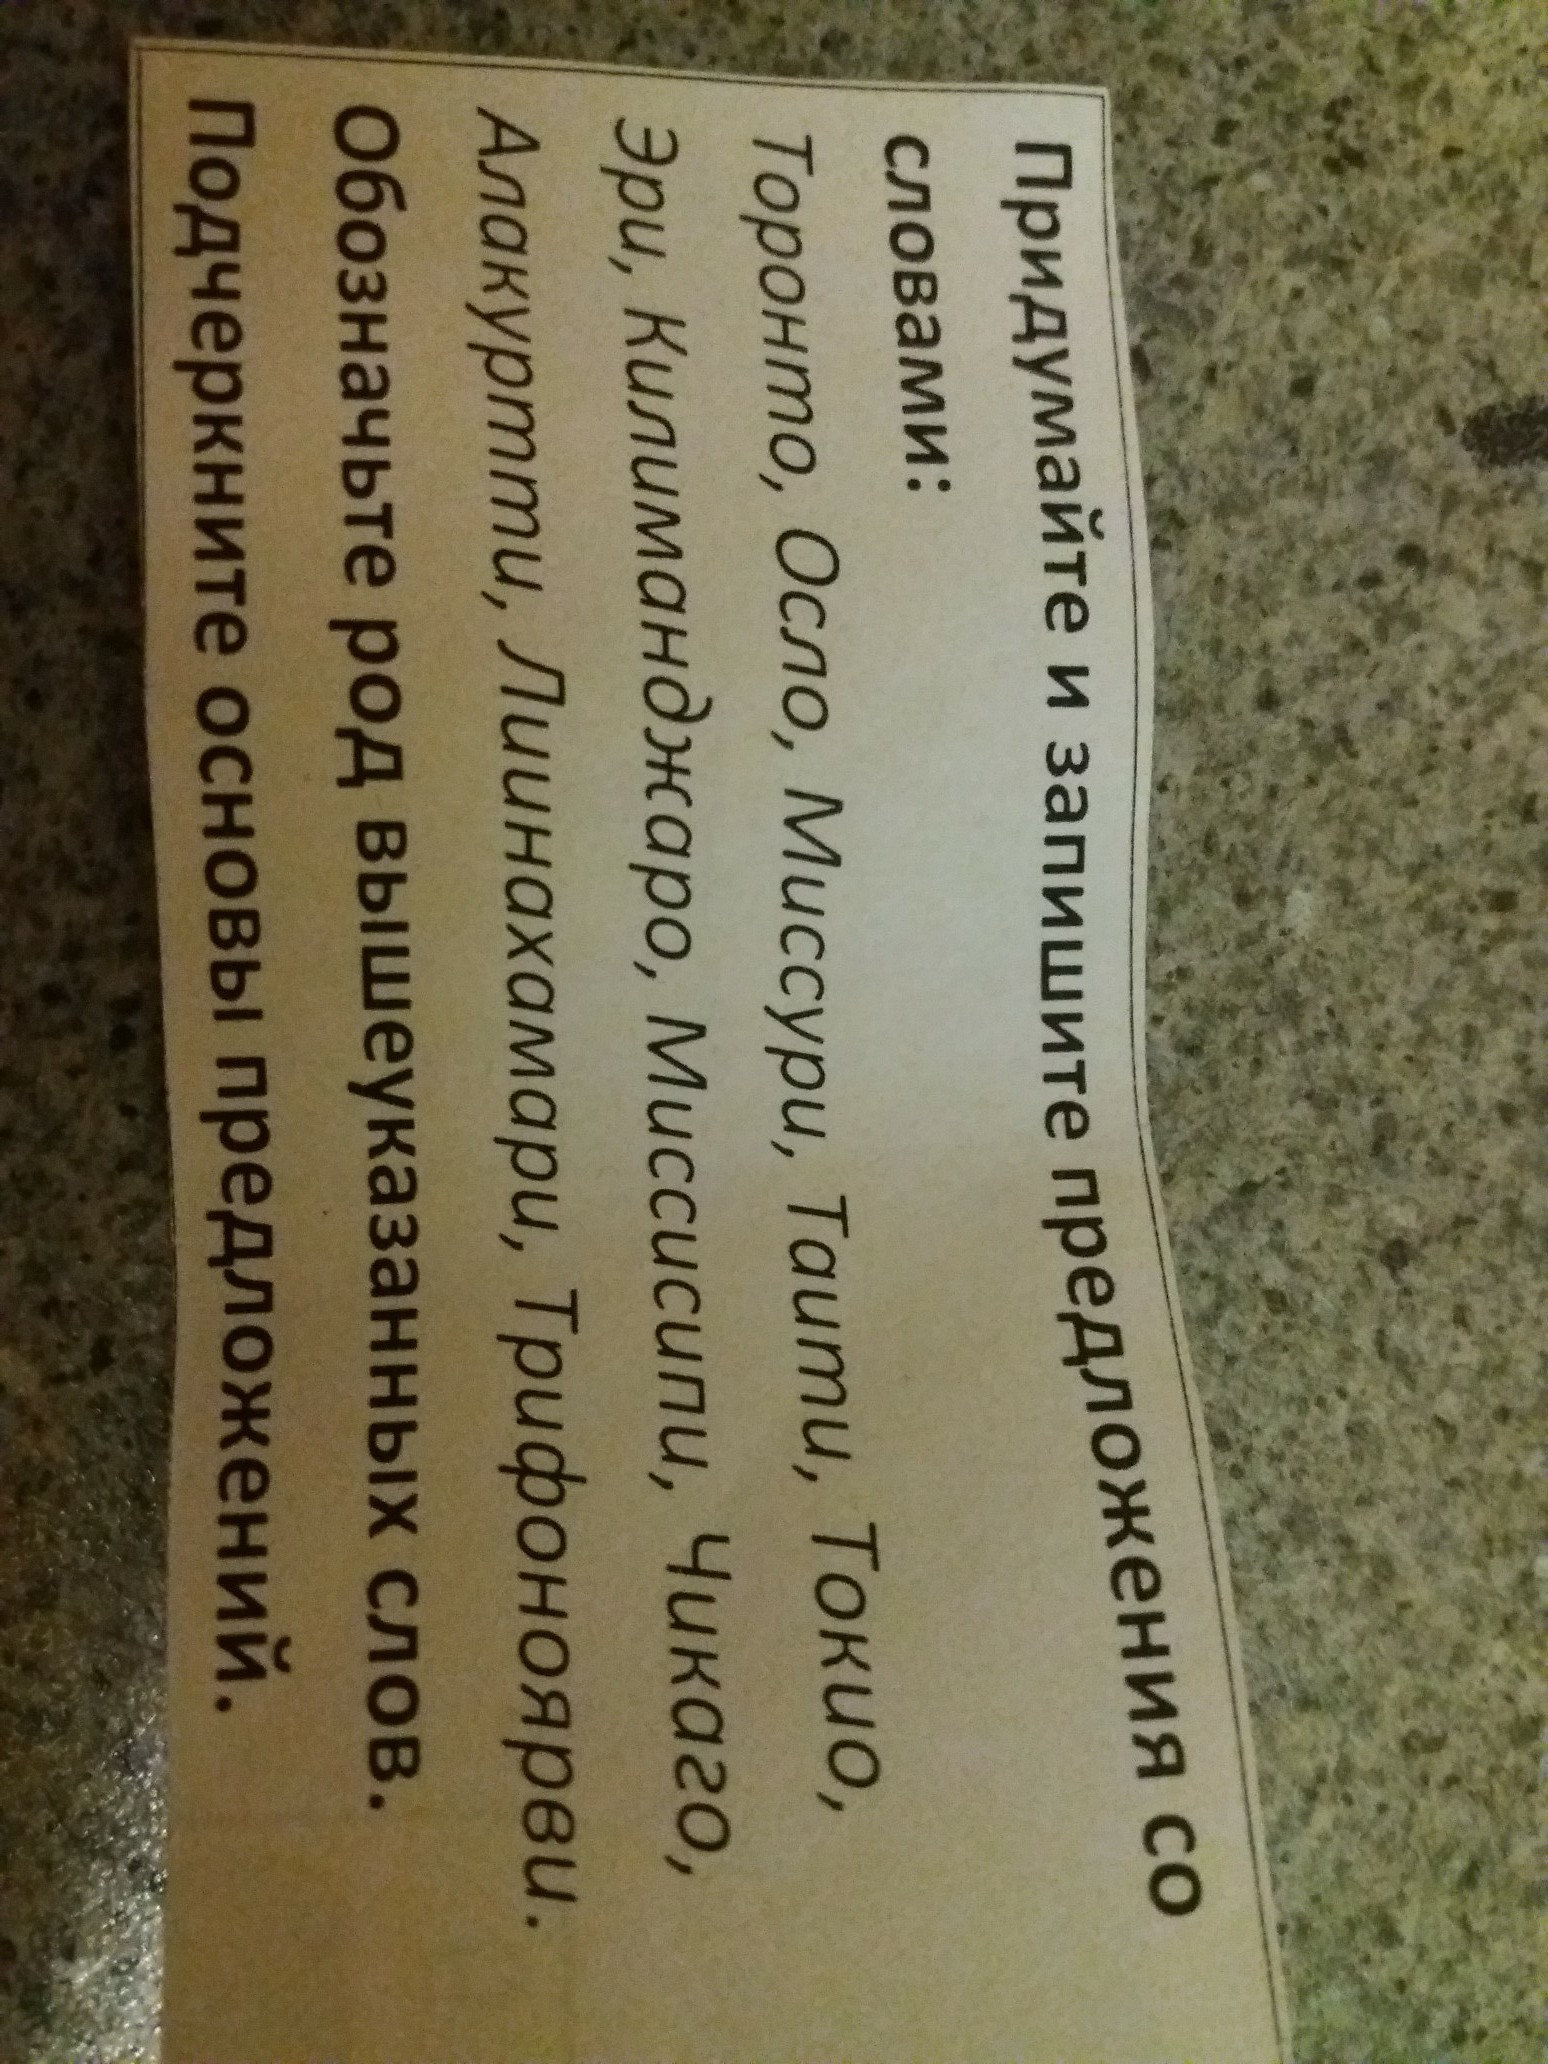 Придумайте и запишите предложения со
словами:
Торонто, Осло, Миссури, Таити, Токио,
Эри, Килиманджаро, Миссисипи, Чикаго,
Алакуртти, Лиинахамари, Трифоноярви.
Обозначьте род вышеуказанных слов.
Подчеркните основы предложений.